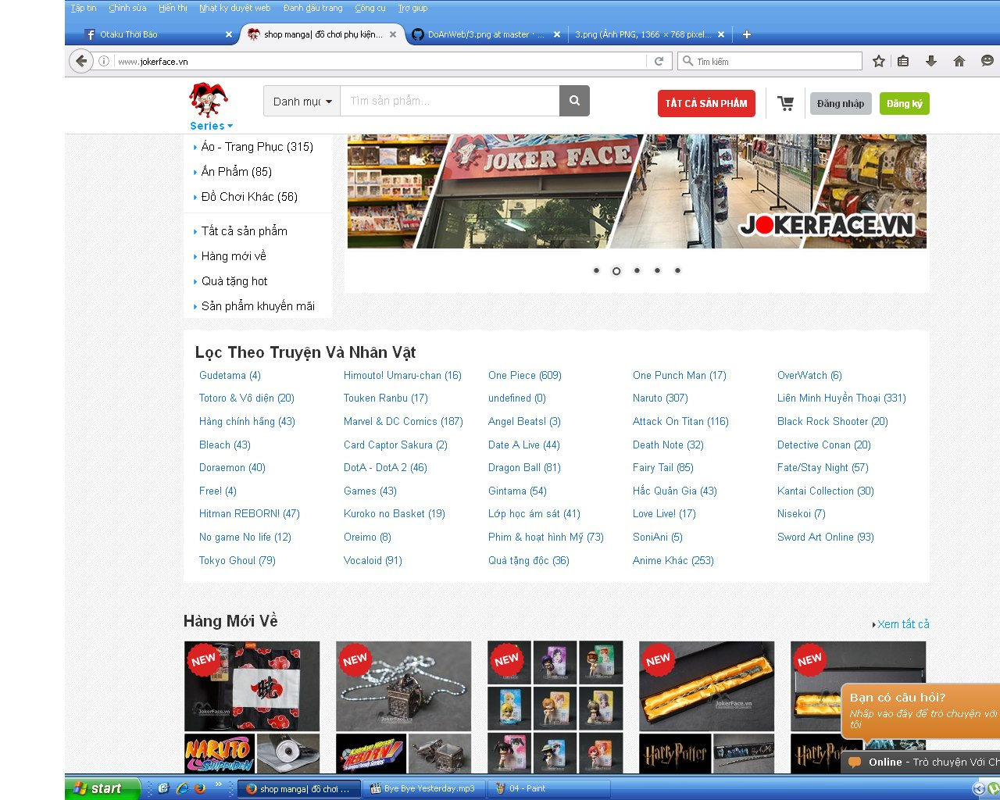 Tập tin Chỉnh sửa Hiển thị Nhật ký duyệt web Đánh dấu trang Công cụ Trợ giúp
Otaku Thời Báo shop manga| đồ chơi phụ kiện... DoAnWeb/3.png at master · ... 3.png (Ảnh PNG, 1366 × 768 pixel...
www.jokerface.vn Tìm kiếm
Danh mục Tìm sản phẩm... TẤT CẢ SẢN PHẨM Đăng nhập Đăng ký
Series
Áo - Trang Phục (315)
Ấn Phẩm (85)
Đồ Chơi Khác (56)
Tất cả sản phẩm
Hàng mới về
Quà tặng hot
Sản phẩm khuyến mãi
JOKER FACE
JOKERFACE.VN
Lọc Theo Truyện Và Nhân Vật
Gudetama (4) Himouto! Umaru-chan (16) One Piece (609) One Punch Man (17) OverWatch (6)
Totoro & Vô diện (20) Touken Ranbu (17) undefined (0) Naruto (307) Liên Minh Huyền Thoại (331)
Hàng chính hãng (43) Marvel & DC Comics (187) Angel Beats! (3) Attack On Titan (116) Black Rock Shooter (20)
Bleach (43) Card Captor Sakura (2) Date A Live (44) Death Note (32) Detective Conan (20)
Doraemon (40) DotA - DotA 2 (46) Dragon Ball (81) Fairy Tail (85) Fate/Stay Night (57)
Free! (4) Games (43) Gintama (54) Hắc Quản Gia (43) Kantai Collection (30)
Hitman REBORN! (47) Kuroko no Basket (19) Lớp học ám sát (41) Love Live! (17) Nisekoi (7)
No game No life (12) Oreimo (8) Phim & hoạt hình Mỹ (73) SoniAni (5) Sword Art Online (93)
Tokyo Ghoul (79) Vocaloid (91) Quà tặng độc (36) Anime Khác (253)
Hàng Mới Về Xem tất cả
NEW NEW NEW NEW NEW
JokerFace.vn JokerFace.vn JokerFace.vn
NARUTO SHIPPUDEN REBORN! HARRY POTTER HARRY POTTER
Bạn có câu hỏi?
Nhấp vào đây để trò chuyện với
tôi
Online - Trò chuyện Với Ch
start shop manga| đồ chơi ... Bye Bye Yesterday.mp3 04 - Paint